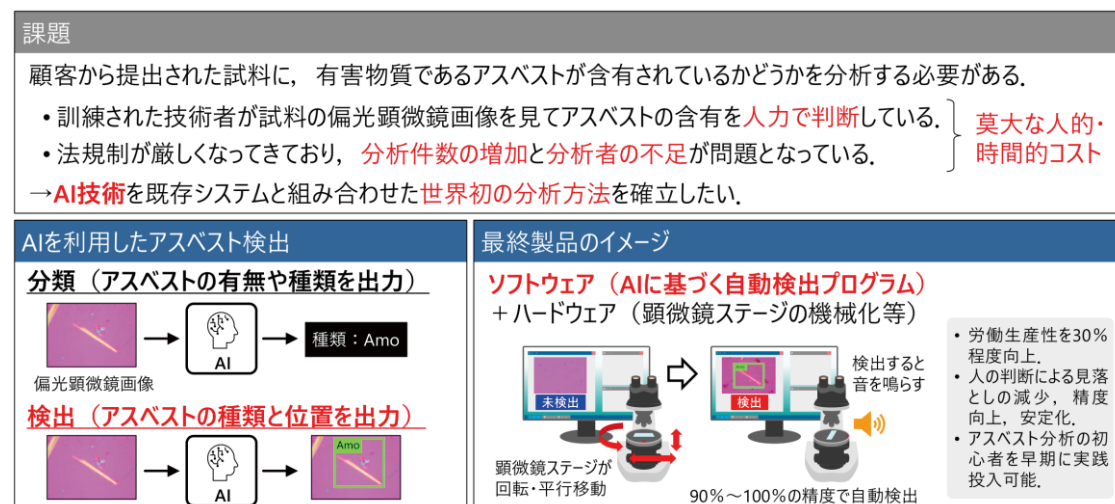 課題
顧客から提出された試料に，有害物質であるアスベストが含有されているかどうかを分析する必要がある．
• 訓練された技術者が試料の偏光顕微鏡画像を見てアスベストの含有を人力で判断している．
• 法規制が厳しくなってきており，分析件数の増加と分析者の不足が問題となっている．
莫大な人的・
時間的コスト
→AI技術を既存システムと組み合わせた世界初の分析方法を確立したい．
AIを利用したアスベスト検出
分類（アスベストの有無や種類を出力）
AI
種類：Amo
偏光顕微鏡画像
検出（アスベストの種類と位置を出力）
AI
Amo
最終製品のイメージ
ソフトウェア（AIに基づく自動検出プログラム）
＋ハードウェア（顕微鏡ステージの機械化等）
未検出
検出
検出すると
音を鳴らす
顕微鏡ステージが
回転・平行移動
90％～100％の精度で自動検出
• 労働生産性を30％
程度向上．
• 人の判断による見落
としの減少，精度
向上，安定化．
• アスベスト分析の初
心者を早期に実践
投入可能．